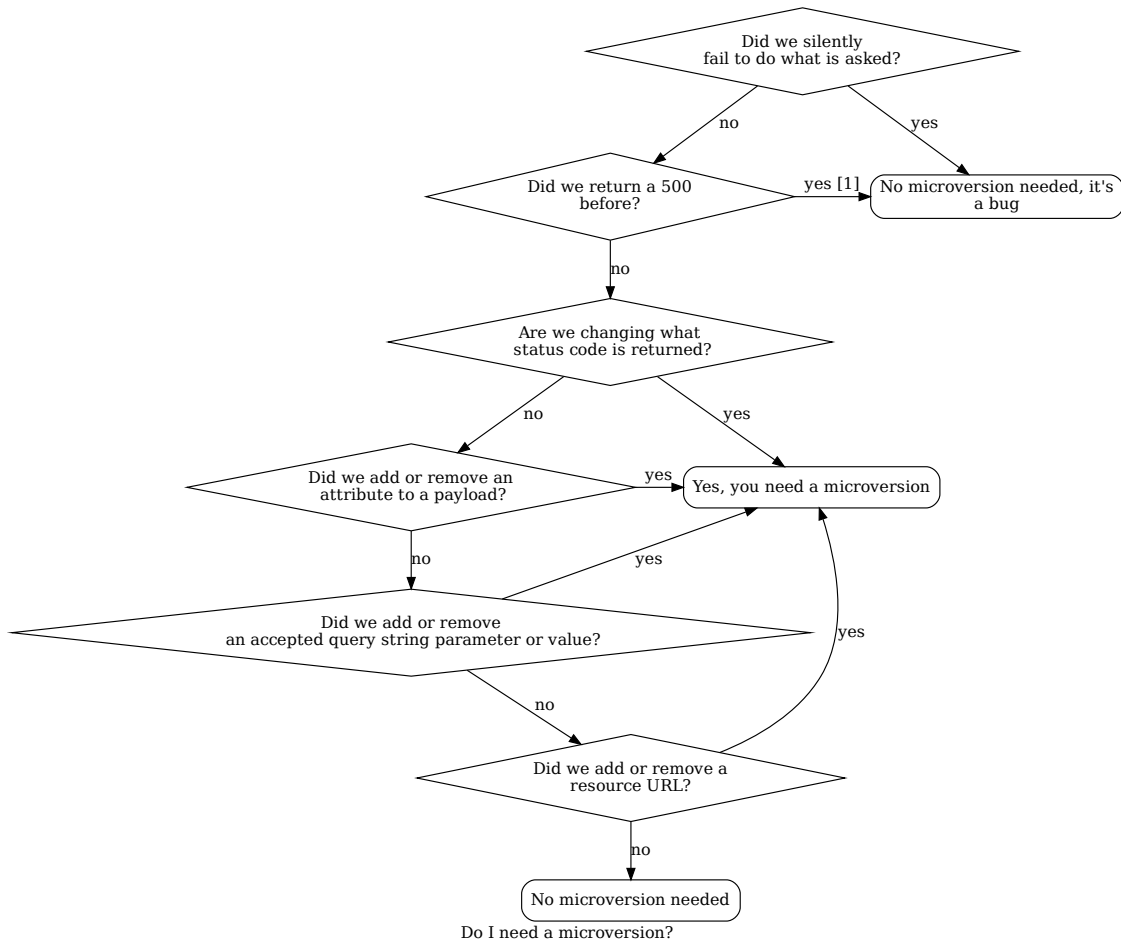 Did we silently
fail to do what is asked?
no
yes
Did we return a 500
before?
yes [1]
No microversion needed, it's
a bug
no
Are we changing what
status code is returned?
no
yes
Did we add or remove an
attribute to a payload?
yes
Yes, you need a microversion
no
yes
Did we add or remove
an accepted query string parameter or value?
yes
no
Did we add or remove a
resource URL?
no
No microversion needed
Do I need a microversion?